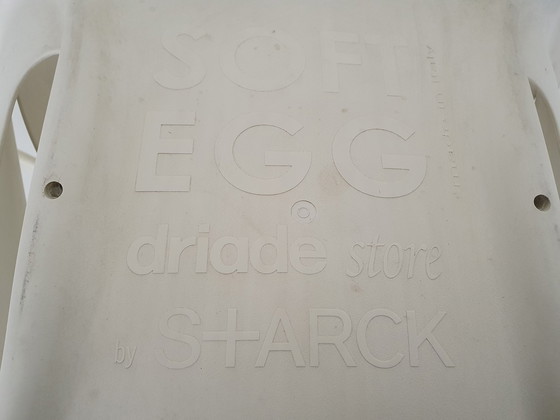 SOFT
EGG
driade store
by S+ARCK